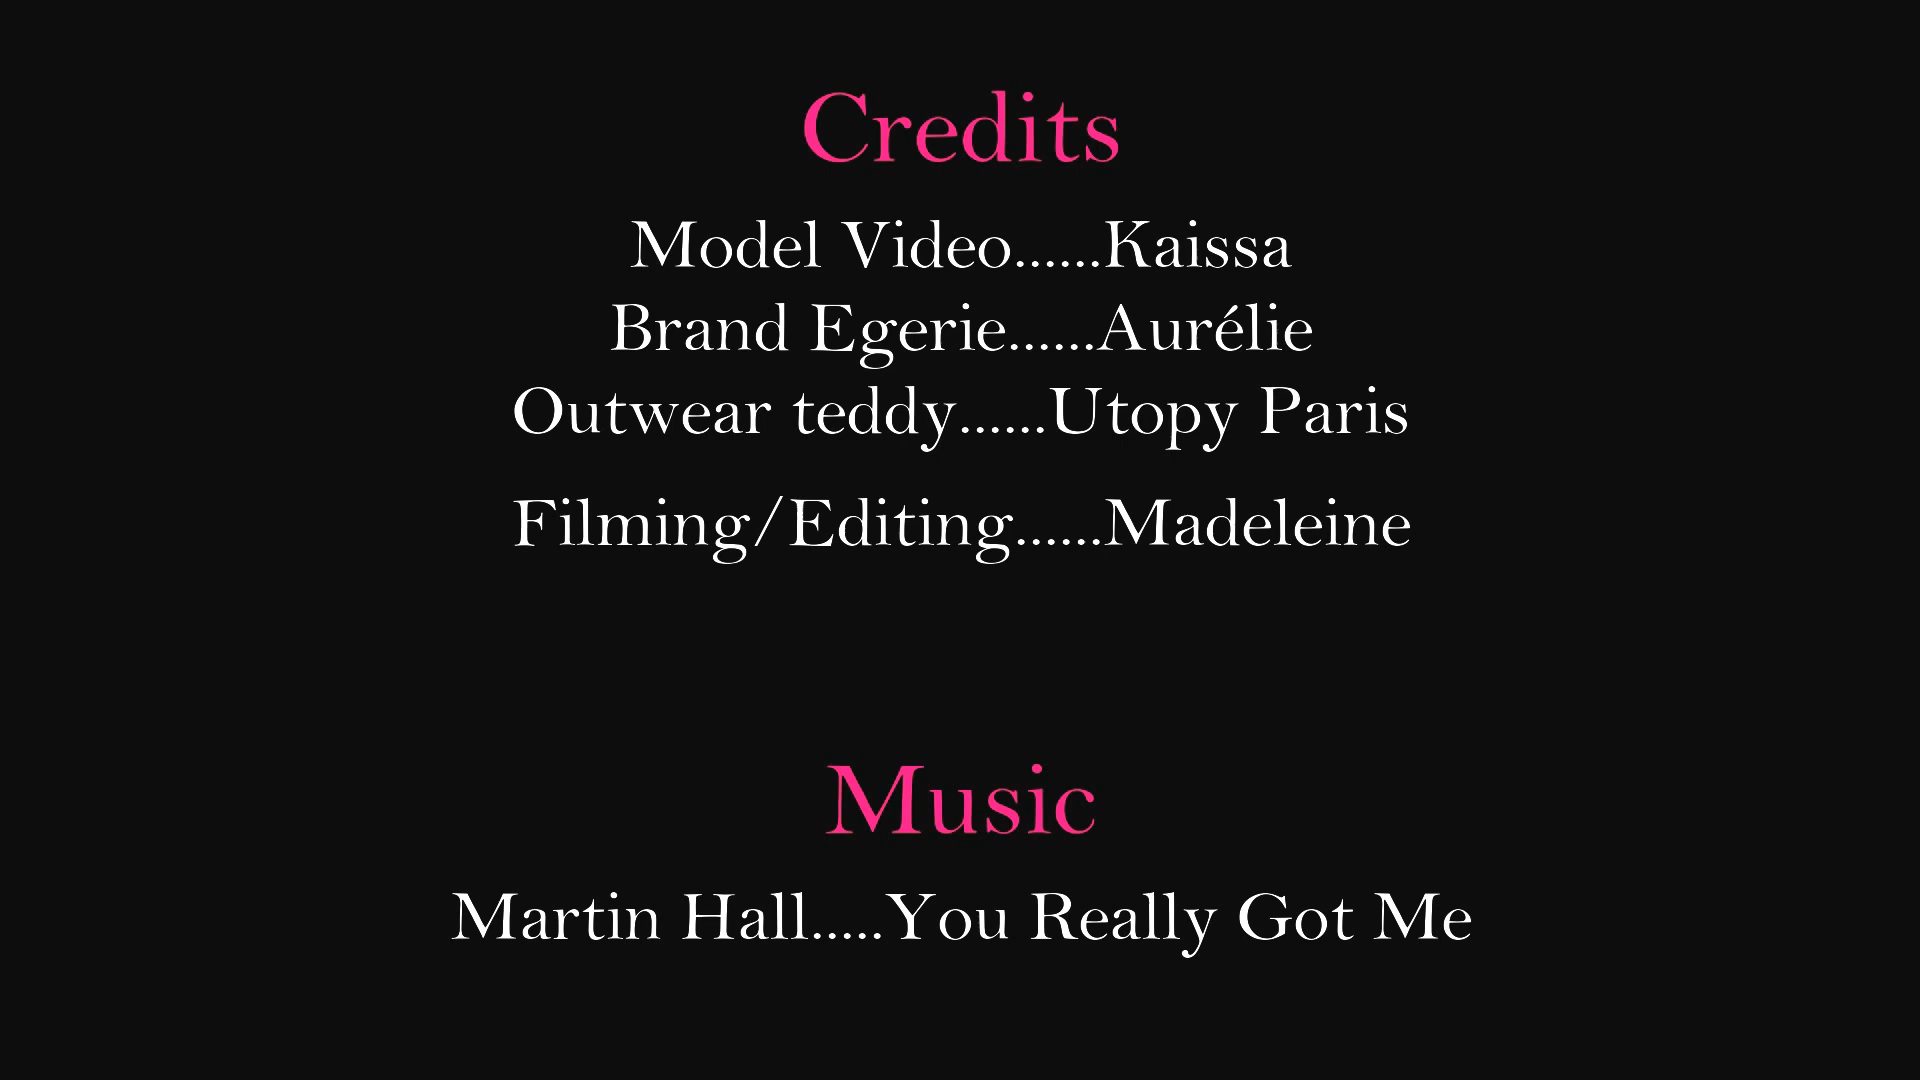 Credits
Model Video......Kaissa
Brand Egerie......Aurélie
Outwear teddy......Utopy Paris
Filming/Editing......Madeleine
Music
Martin Hall.....You Really Got Me